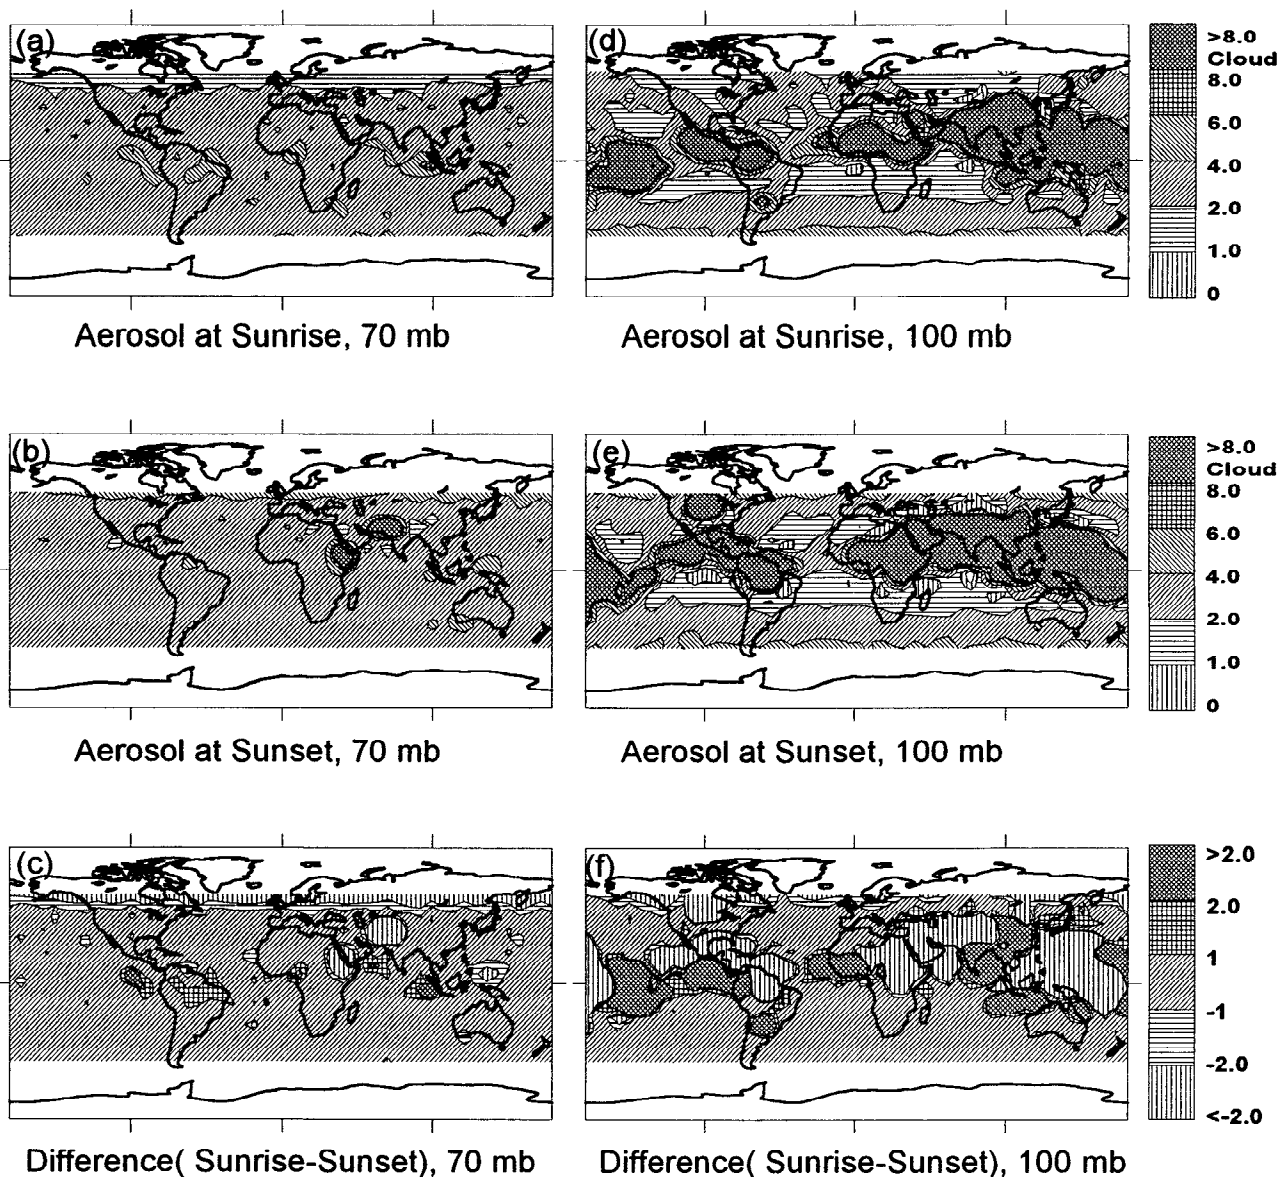 (a)
Aerosol at Sunrise, 70 mb
(d)
Aerosol at Sunrise, 100 mb
>8.0
Cloud
8.0
6.0
4.0
2.0
1.0
0
(b)
Aerosol at Sunset, 70 mb
(e)
Aerosol at Sunset, 100 mb
>8.0
Cloud
8.0
6.0
4.0
2.0
1.0
0
(c)
Difference( Sunrise-Sunset), 70 mb
(f)
Difference( Sunrise-Sunset), 100 mb
>2.0
2.0
1
-1
-2.0
<-2.0